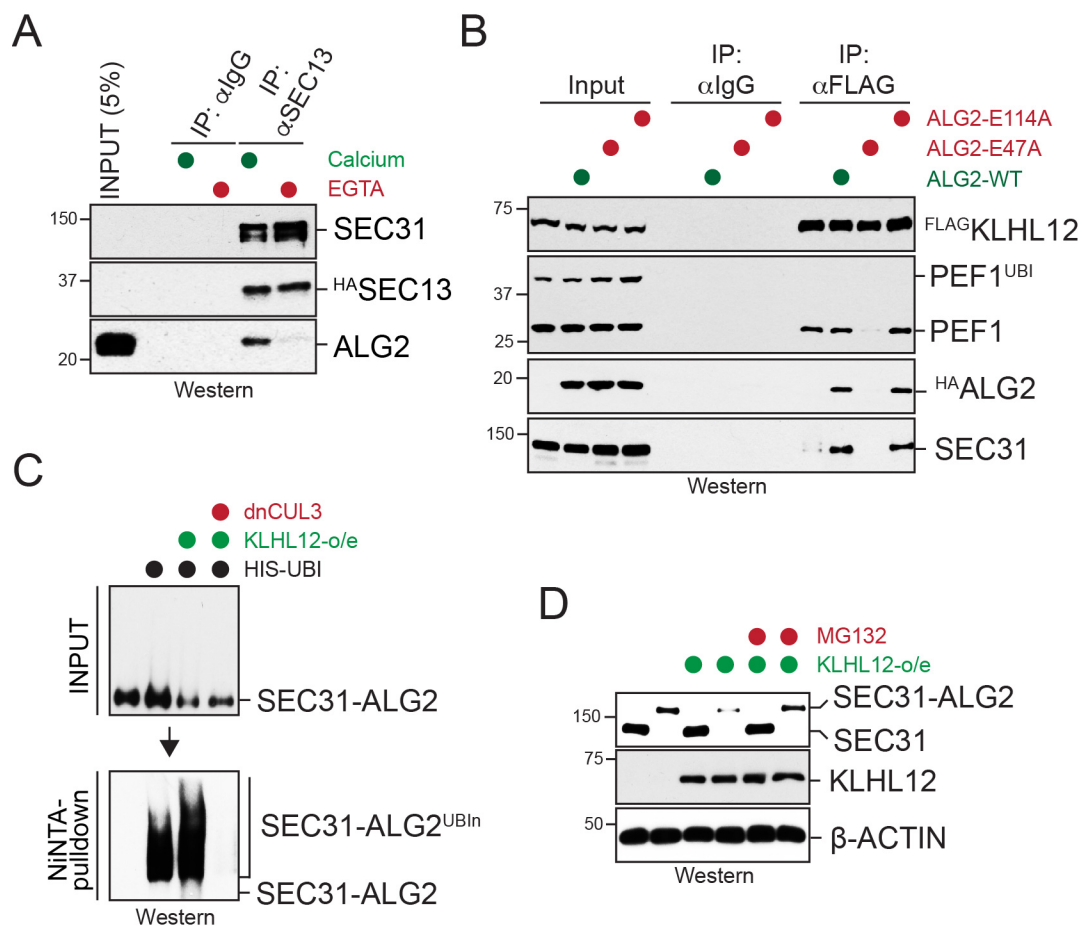 A
INPUT (5%)
IP: αIgG
IP:
αSEC13
Calcium
EGTA
150
SEC31
37
HASEC13
20
ALG2
Western
B
Input
IP:
αIgG
IP:
αFLAG
ALG2-E114A
ALG2-E47A
ALG2-WT
75
FLAGKLHL12
PEF1UBI
37
PEF1
25
20
HAALG2
150
SEC31
Western
C
dnCUL3
KLHL12-o/e
HIS-UBI
INPUT
SEC31-ALG2
NiNTA-
pulldown
SEC31-ALG2UBIn
SEC31-ALG2
Western
D
MG132
KLHL12-o/e
SEC31-ALG2
150
SEC31
75
KLHL12
50
β-ACTIN
Western